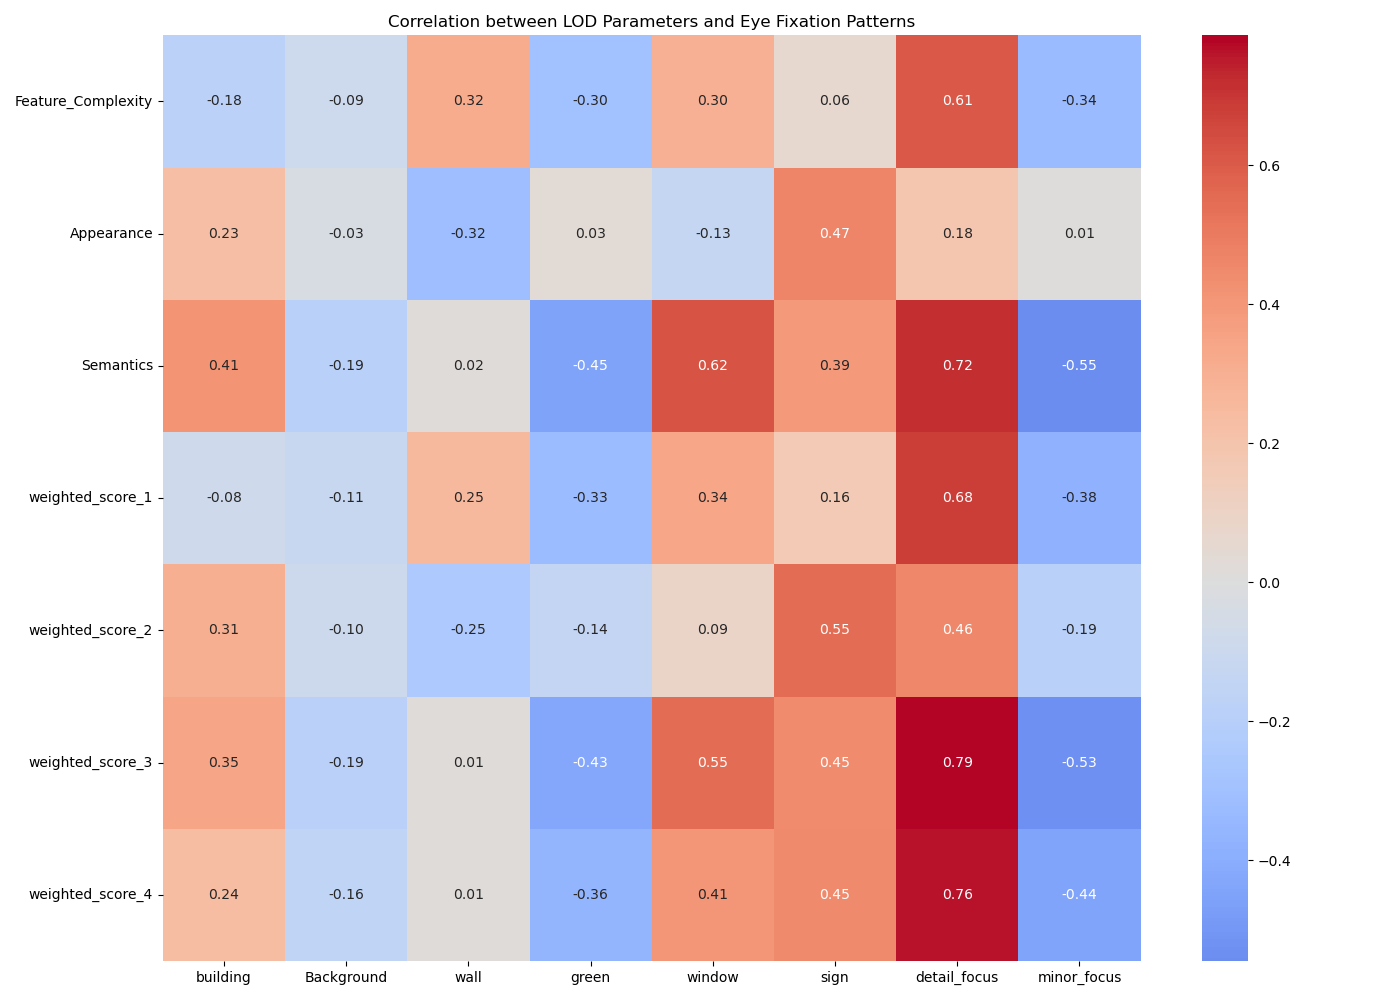 Correlation between LOD Parameters and Eye Fixation Patterns
Feature_Complexity -0.18 -0.09 0.32 -0.30 0.30 0.06 0.61 -0.34
Appearance 0.23 -0.03 -0.32 0.03 -0.13 0.47 0.18 0.01
Semantics 0.41 -0.19 0.02 -0.45 0.62 0.39 0.72 -0.55
weighted_score_1 -0.08 -0.11 0.25 -0.33 0.34 0.16 0.68 -0.38
weighted_score_2 0.31 -0.10 -0.25 -0.14 0.09 0.55 0.46 -0.19
weighted_score_3 0.35 -0.19 0.01 -0.43 0.55 0.45 0.79 -0.53
weighted_score_4 0.24 -0.16 0.01 -0.36 0.41 0.45 0.76 -0.44
building Background wall green window sign detail_focus minor_focus
0.6
0.4
0.2
0.0
−0.2
−0.4